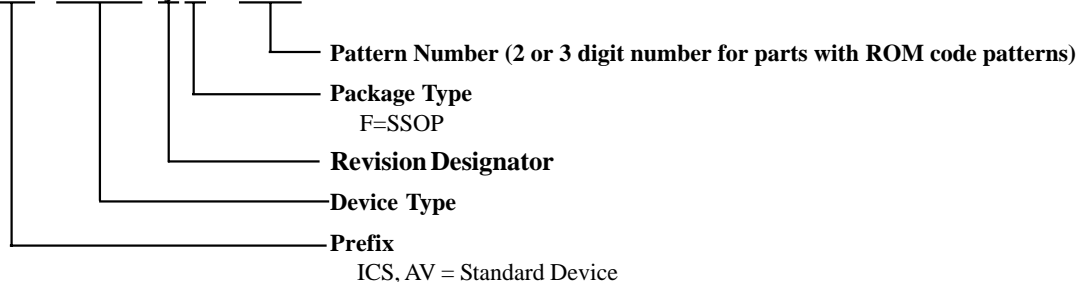 Pattern Number (2 or 3 digit number for parts with ROM code patterns)
Package Type
F=SSOP
Revision Designator
Device Type
Prefix
ICS, AV = Standard Device